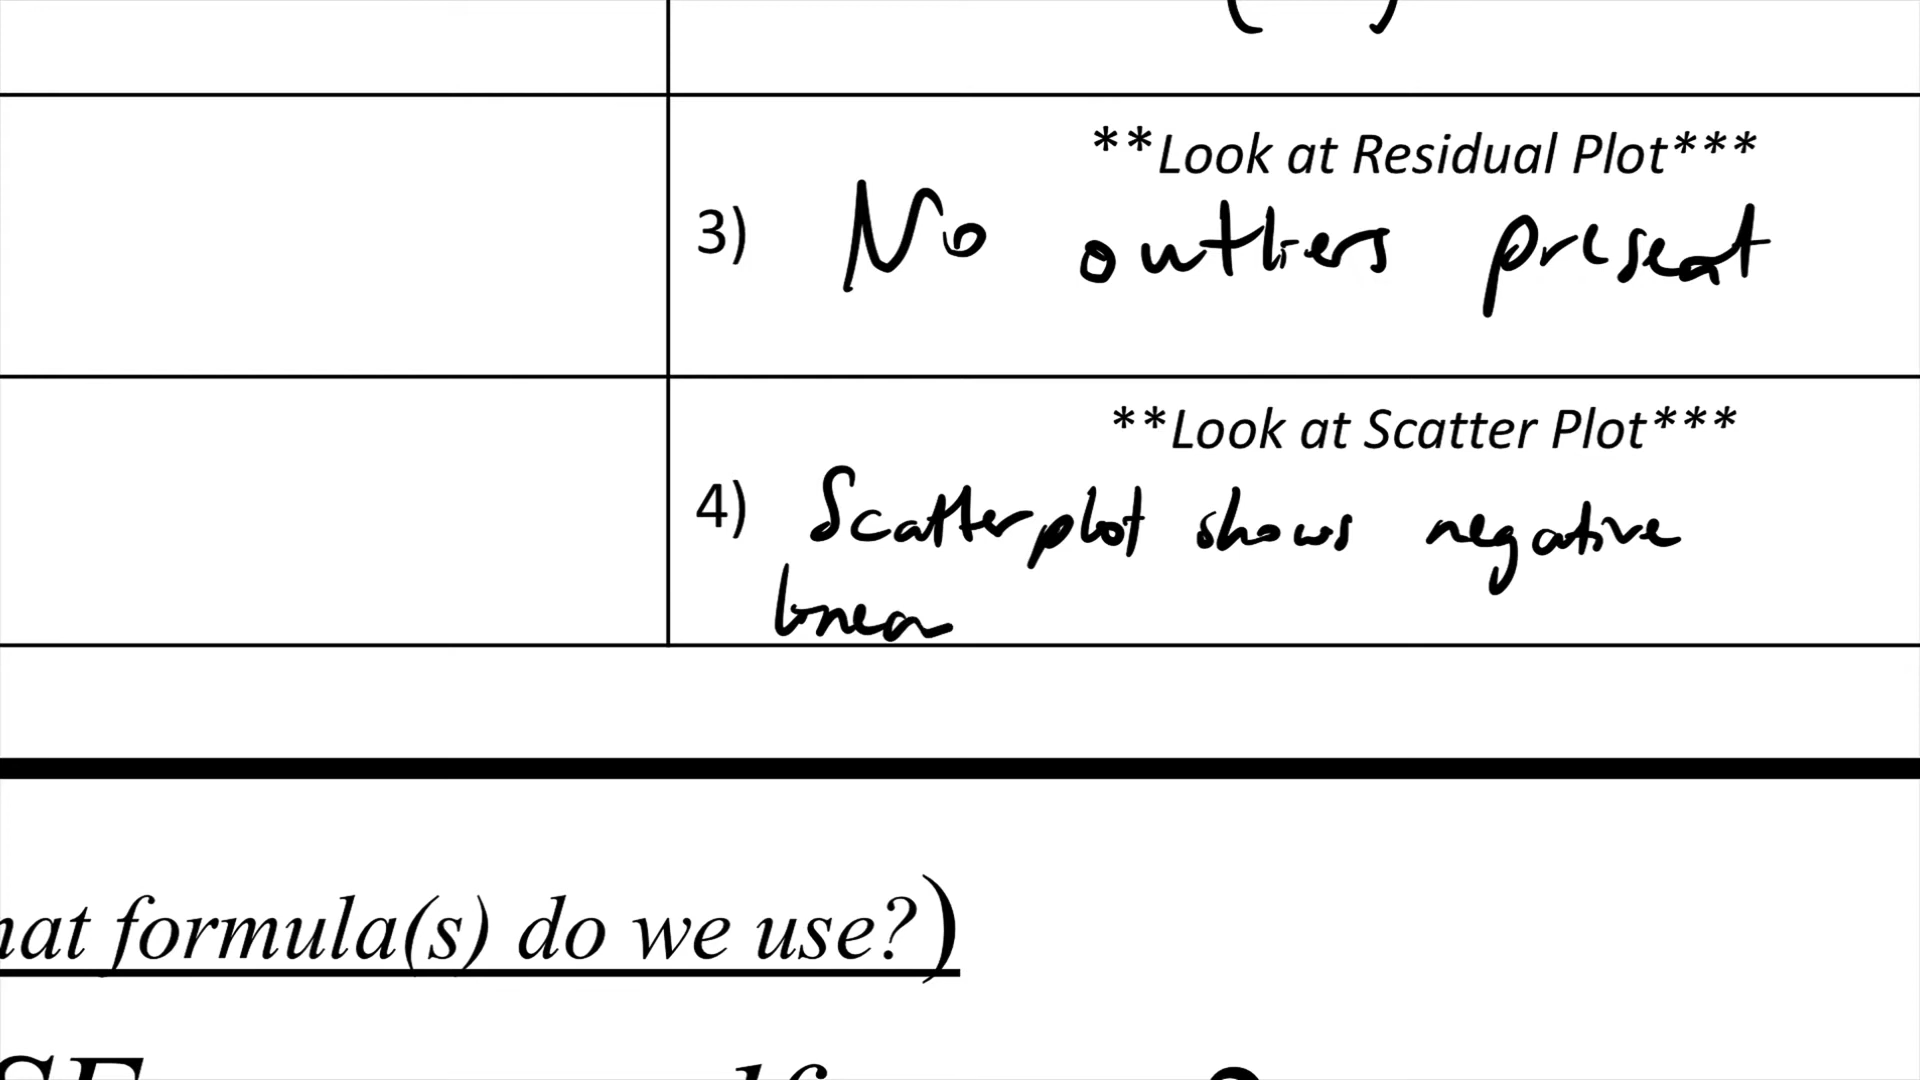 **Look at Residual Plot***
3) No outliers present
**Look at Scatter Plot***
4) Scatterplot shows negative
linear
hat formula(s) do we use?)